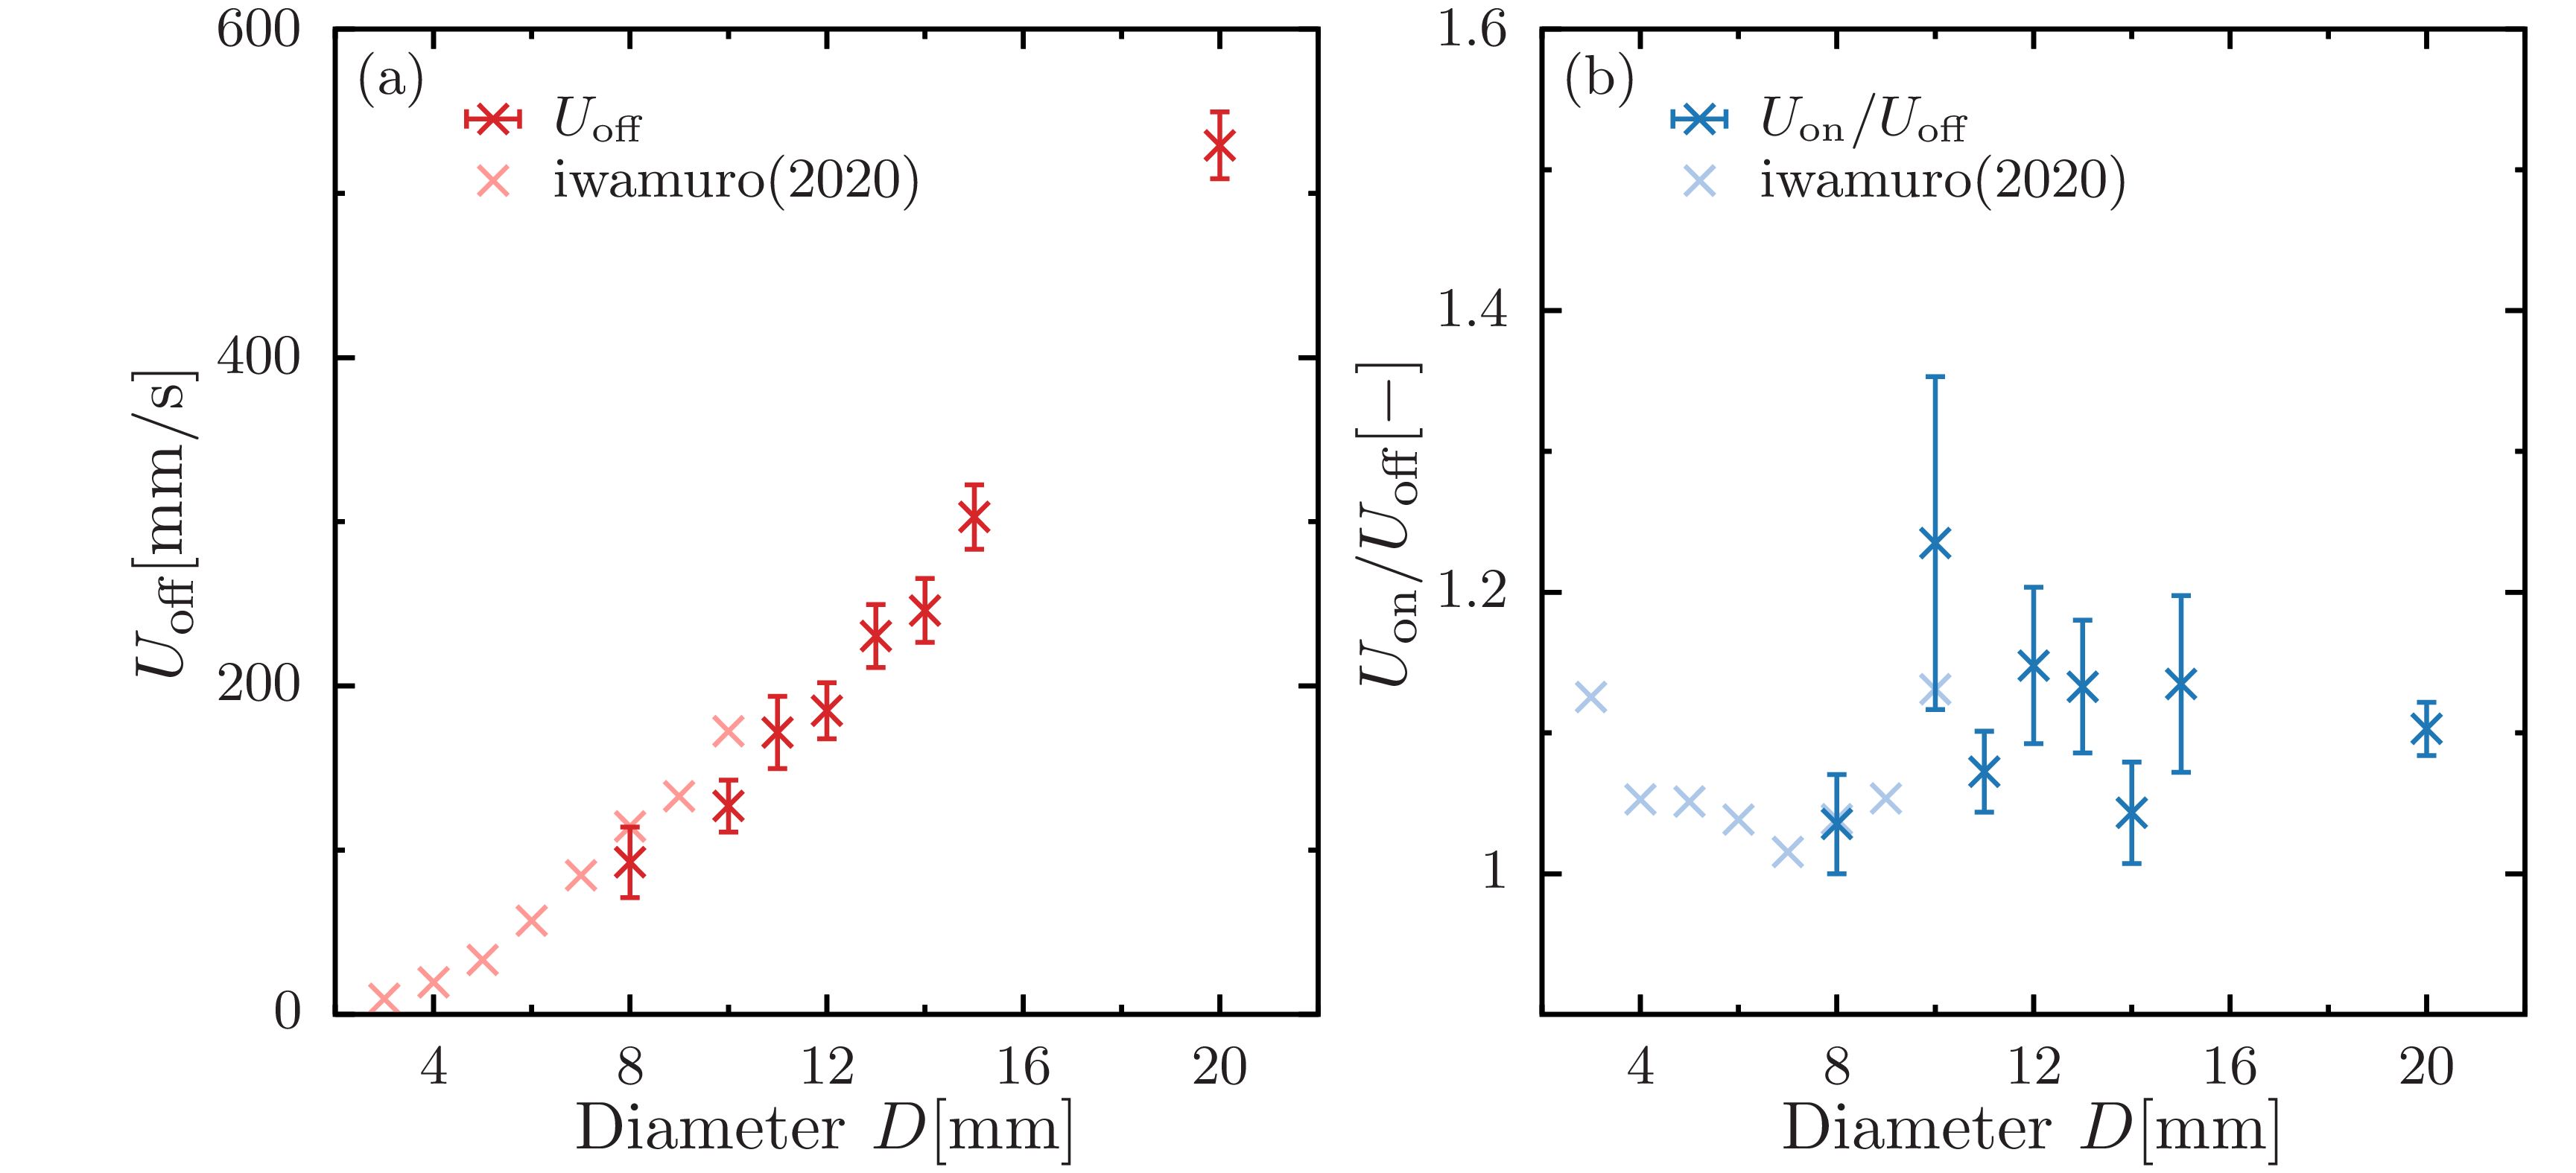 (a)
U_off
iwamuro(2020)
600
400
200
0
U_off[mm/s]
4 8 12 16 20
Diameter D[mm]
(b)
U_on/U_off
iwamuro(2020)
1.6
1.4
1.2
1
U_on/U_off[−]
4 8 12 16 20
Diameter D[mm]